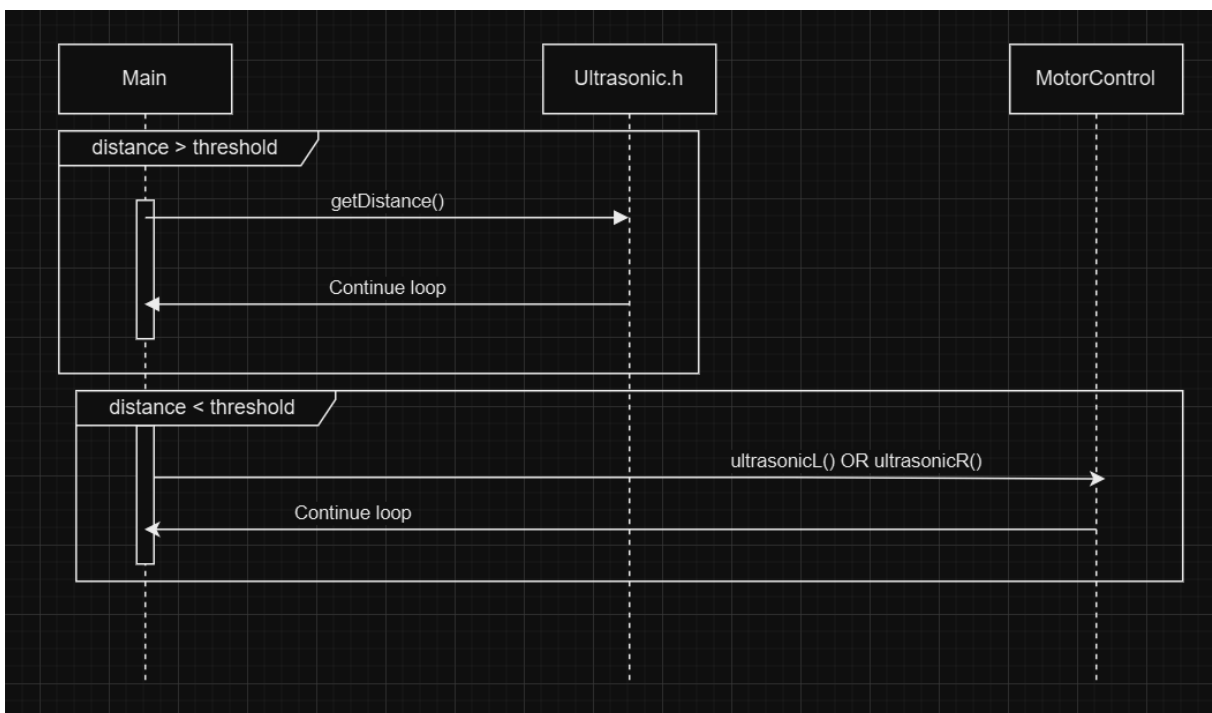 Main
Ultrasonic.h
MotorControl
distance > threshold
getDistance()
Continue loop
distance < threshold
ultrasonicL() OR ultrasonicR()
Continue loop